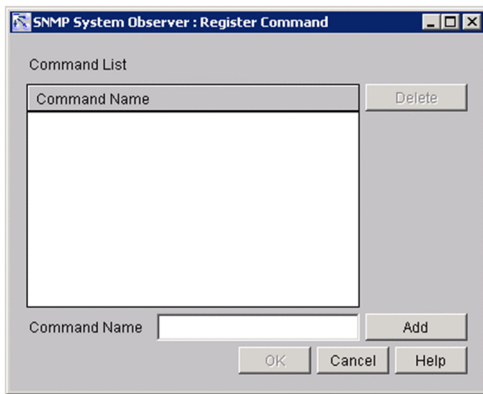 SNMP System Observer : Register Command
Command List
Command Name
Delete
Command Name
Add
OK
Cancel
Help